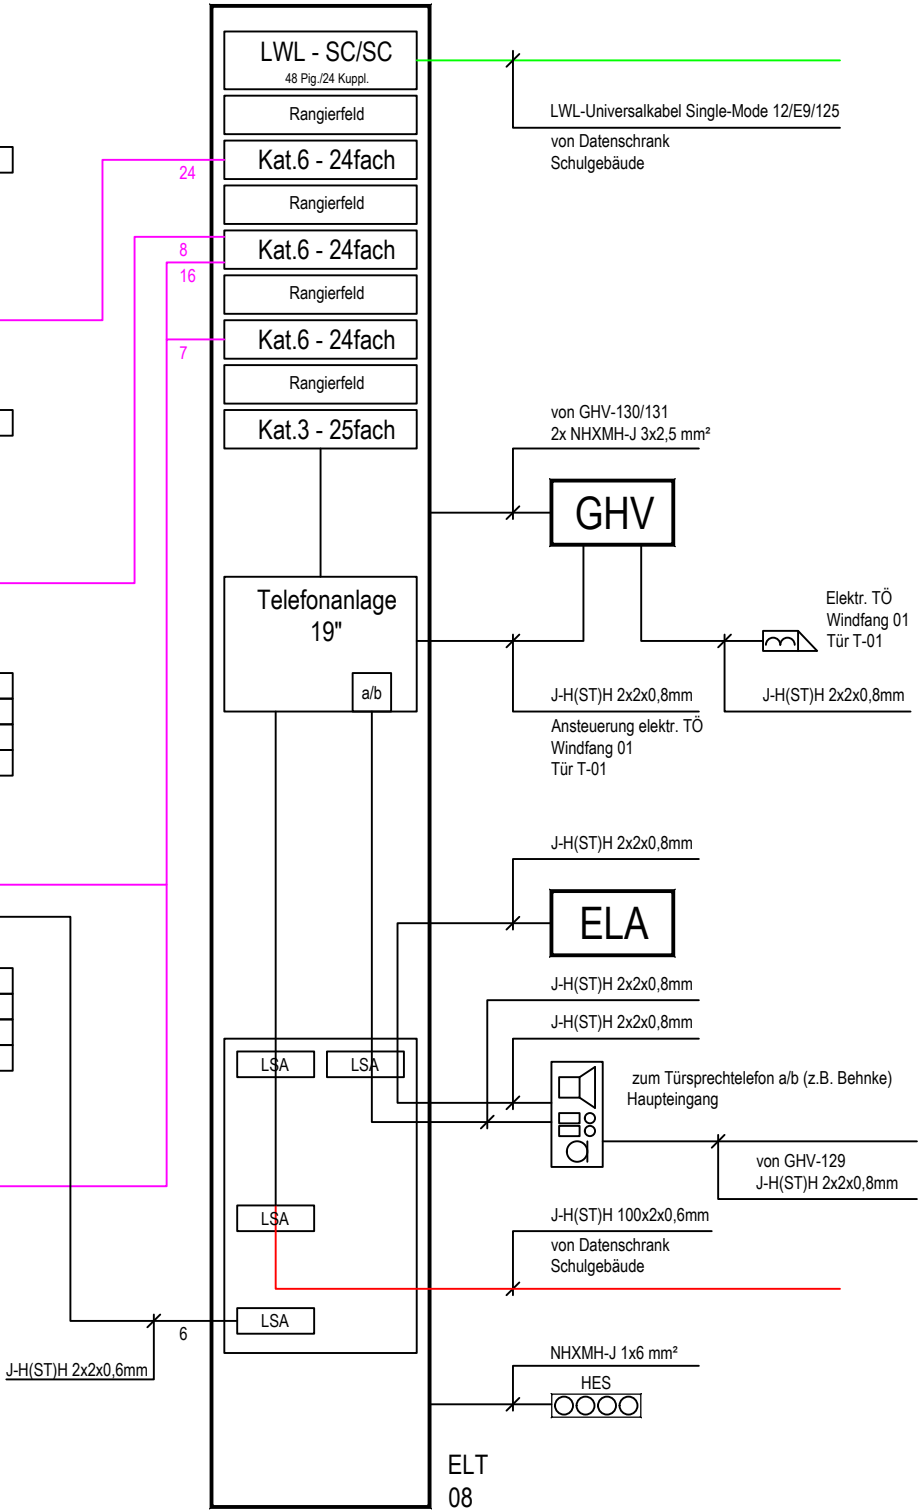 LWL - SC/SC
48 Pig./24 Kuppl.
Rangierfeld
Kat.6 - 24fach
24
Rangierfeld
Kat.6 - 24fach
8
16
Rangierfeld
Kat.6 - 24fach
7
Rangierfeld
Kat.3 - 25fach
Telefonanlage
19"
a/b
LSA
LSA
LSA
LSA
6
J-H(ST)H 2x2x0,6mm
LWL-Universalkabel Single-Mode 12/E9/125
von Datenschrank
Schulgebäude
von GHV-130/131
2x NHXMH-J 3x2,5 mm²
GHV
Elektr. TÖ
Windfang 01
Tür T-01
J-H(ST)H 2x2x0,8mm
J-H(ST)H 2x2x0,8mm
Ansteuerung elektr. TÖ
Windfang 01
Tür T-01
J-H(ST)H 2x2x0,8mm
ELA
J-H(ST)H 2x2x0,8mm
J-H(ST)H 2x2x0,8mm
zum Türsprechtelefon a/b (z.B. Behnke)
Haupteingang
von GHV-129
J-H(ST)H 2x2x0,8mm
J-H(ST)H 100x2x0,6mm
von Datenschrank
Schulgebäude
NHXMH-J 1x6 mm²
HES
ELT
08